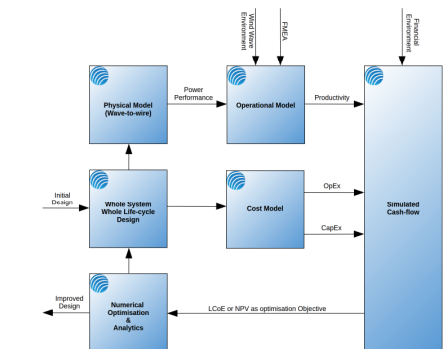 Wind Wave
Environment
FMEA
Financial
Environment
Physical Model
(Wave-to-wire)
Power
Performance
Operational Model
Productivity
Initial
Design
Whole System
Whole Life-cycle
Design
Cost Model
OpEx
CapEx
Simulated
Cash-flow
Improved
Design
Numerical
Optimisation
&
Analytics
LCoE or NPV as optimisation Objective